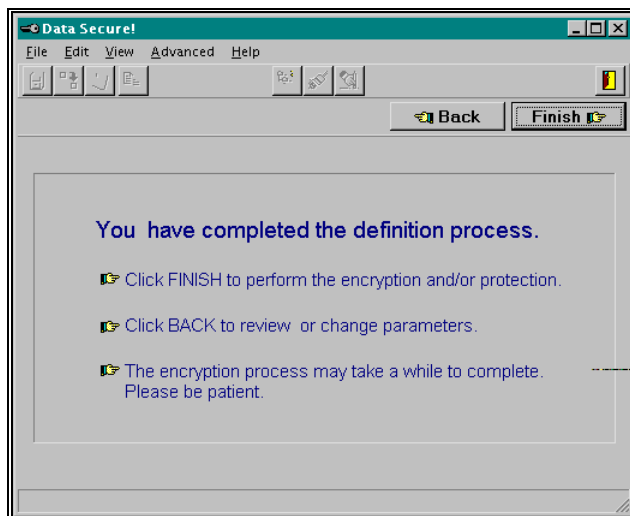 Data Secure!
File Edit View Advanced Help
Back Finish
You have completed the definition process.
Click FINISH to perform the encryption and/or protection.
Click BACK to review or change parameters.
The encryption process may take a while to complete.
Please be patient.